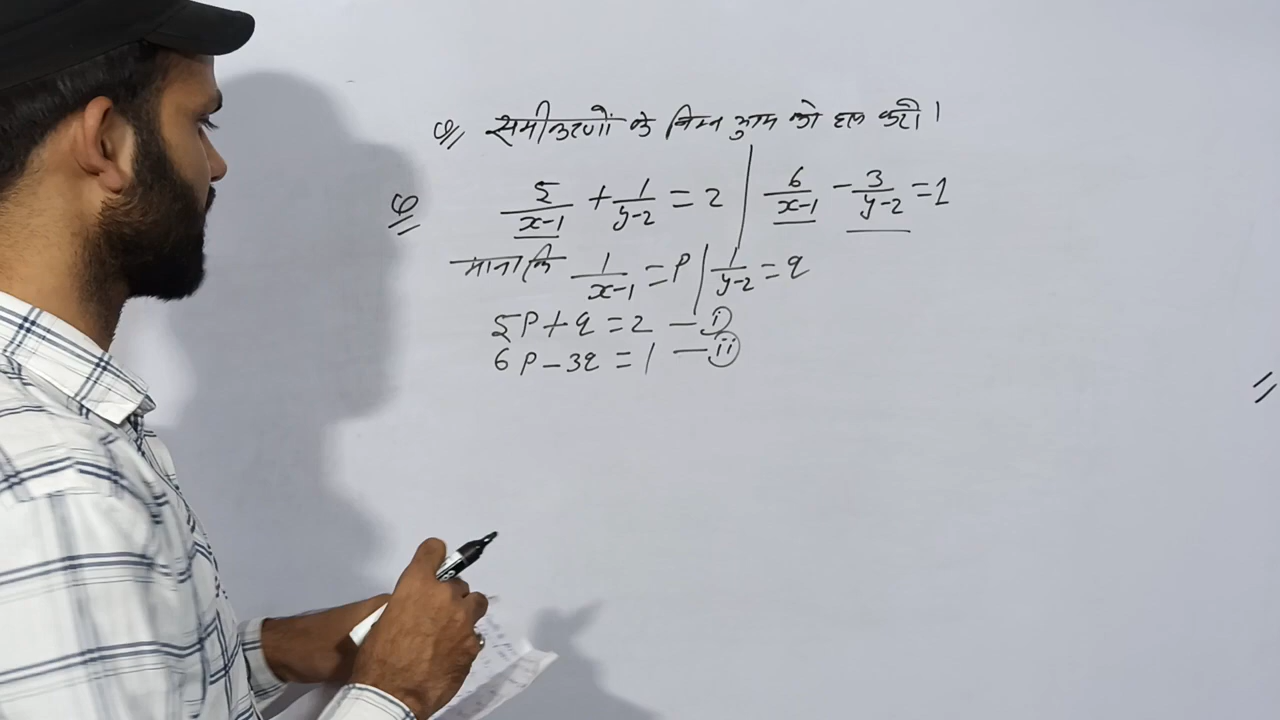 Q// समीकरणों के निम्न युग्म को हल करो।
Q 5/(x-1) + 1/(y-2) = 2 | 6/(x-1) - 3/(y-2) = 1
माना कि 1/(x-1) = P | 1/(y-2) = q
5P + q = 2 — (i)
6P - 3q = 1 — (ii)
//